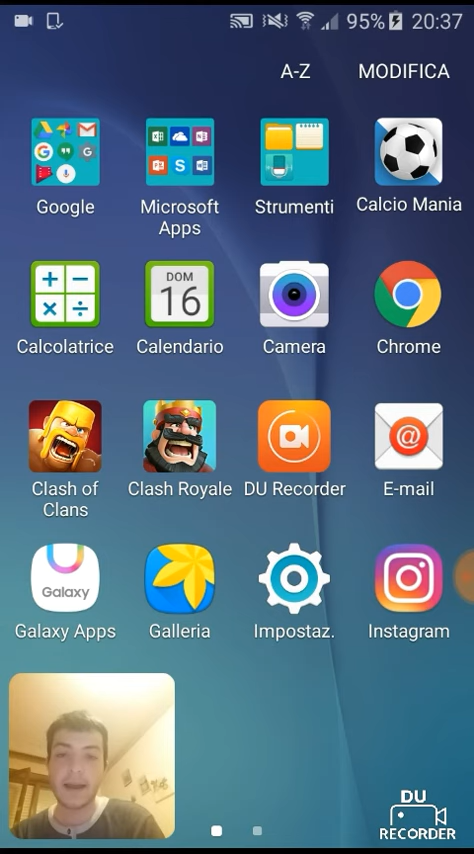 95% 20:37
A-Z MODIFICA
Google
Microsoft
Apps
Strumenti
Calcio Mania
Calcolatrice
DOM
16
Calendario
Camera
Chrome
Clash of
Clans
Clash Royale
DU Recorder
@
E-mail
Galaxy
Galaxy Apps
Galleria
Impostaz.
Instagram
DU
RECORDER